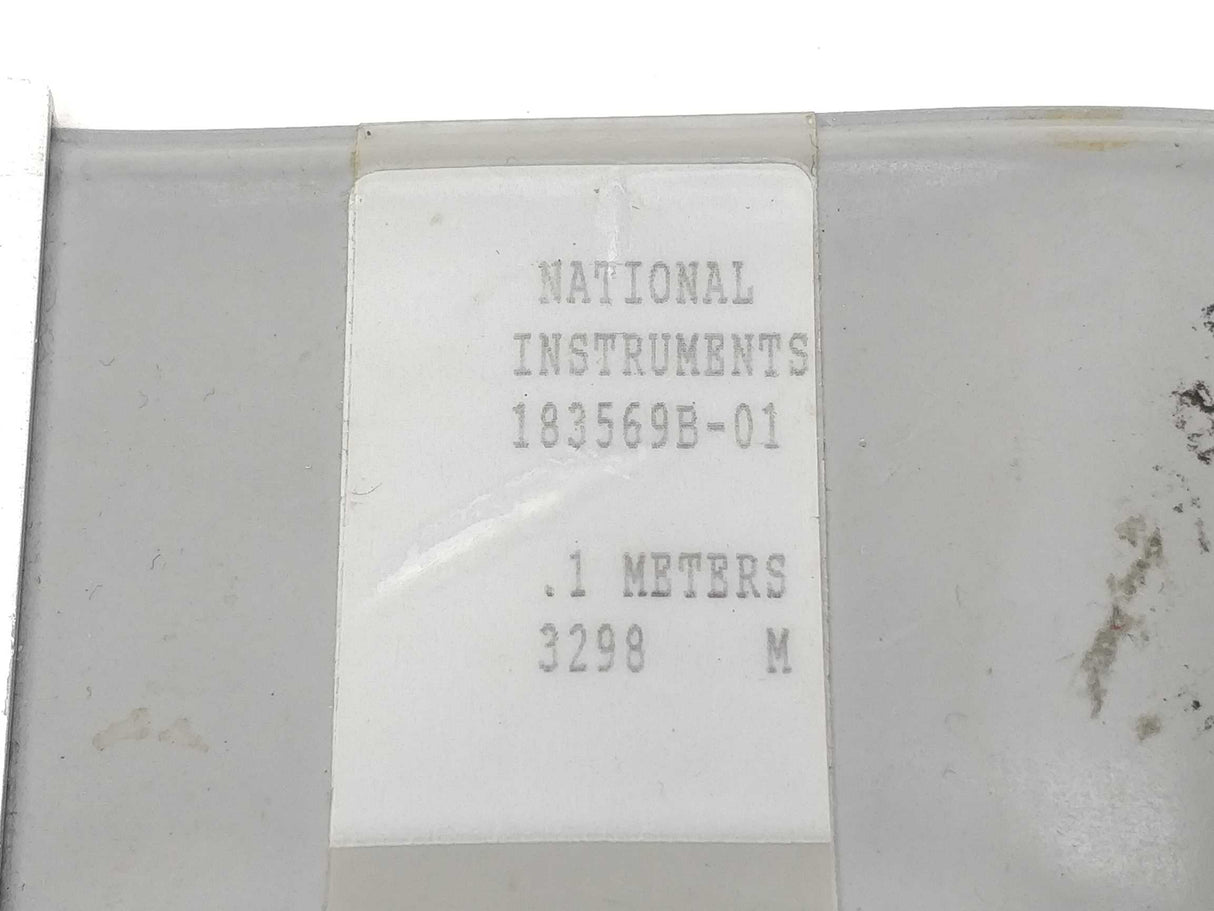 NATIONAL
INSTRUMENTS
183569B-01
.1 METERS
3298 M